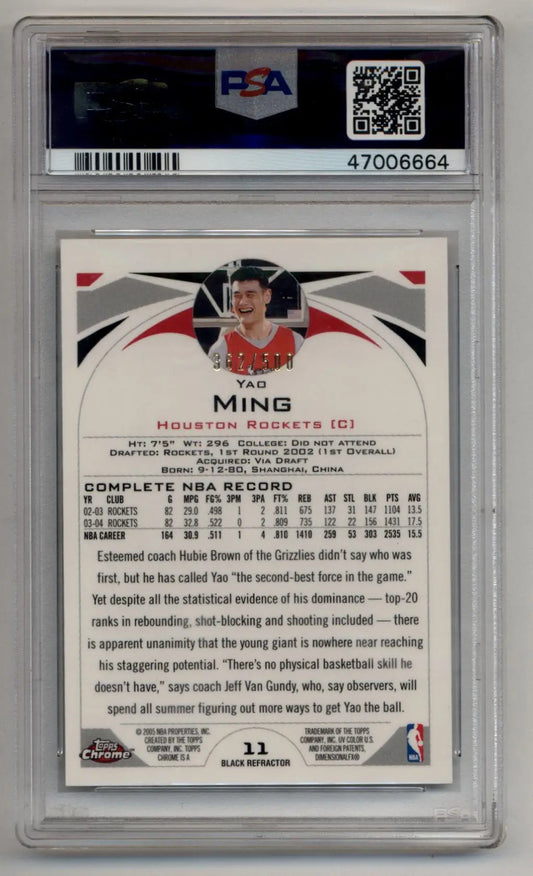 PSA
47006664
362/500
YAO
MING
HOUSTON ROCKETS [C]
HT: 7'5" WT: 296 COLLEGE: DID NOT ATTEND
DRAFTED: ROCKETS, 1ST ROUND 2002 (1ST OVERALL)
ACQUIRED: VIA DRAFT
BORN: 9-12-80, SHANGHAI, CHINA
COMPLETE NBA RECORD
YR CLUB G MPG FG% 3PM 3PA FT% REB AST STL BLK PTS AVG
02-03 ROCKETS 82 29.0 .498 1 2 .811 675 137 31 147 1104 13.5
03-04 ROCKETS 82 32.8 .522 0 2 .809 735 122 22 156 1431 17.5
NBA CAREER 164 30.9 .511 1 4 .810 1410 259 53 303 2535 15.5
Esteemed coach Hubie Brown of the Grizzlies didn't say who was
first, but he has called Yao "the second-best force in the game."
Yet despite all the statistical evidence of his dominance — top-20
ranks in rebounding, shot-blocking and shooting included — there
is apparent unanimity that the young giant is nowhere near reaching
his staggering potential. "There's no physical basketball skill he
doesn't have," says coach Jeff Van Gundy, who, say observers, will
spend all summer figuring out more ways to get Yao the ball.
© 2005 NBA PROPERTIES, INC.
CREATED BY THE TOPPS
COMPANY, INC. TOPPS
CHROME IS A
TRADEMARK OF THE TOPPS
COMPANY, INC. UV COLOR U.S.
AND FOREIGN PATENTS,
DIMENSIONALFX®
TOPPS
Chrome
11
BLACK REFRACTOR
NBA
PSA